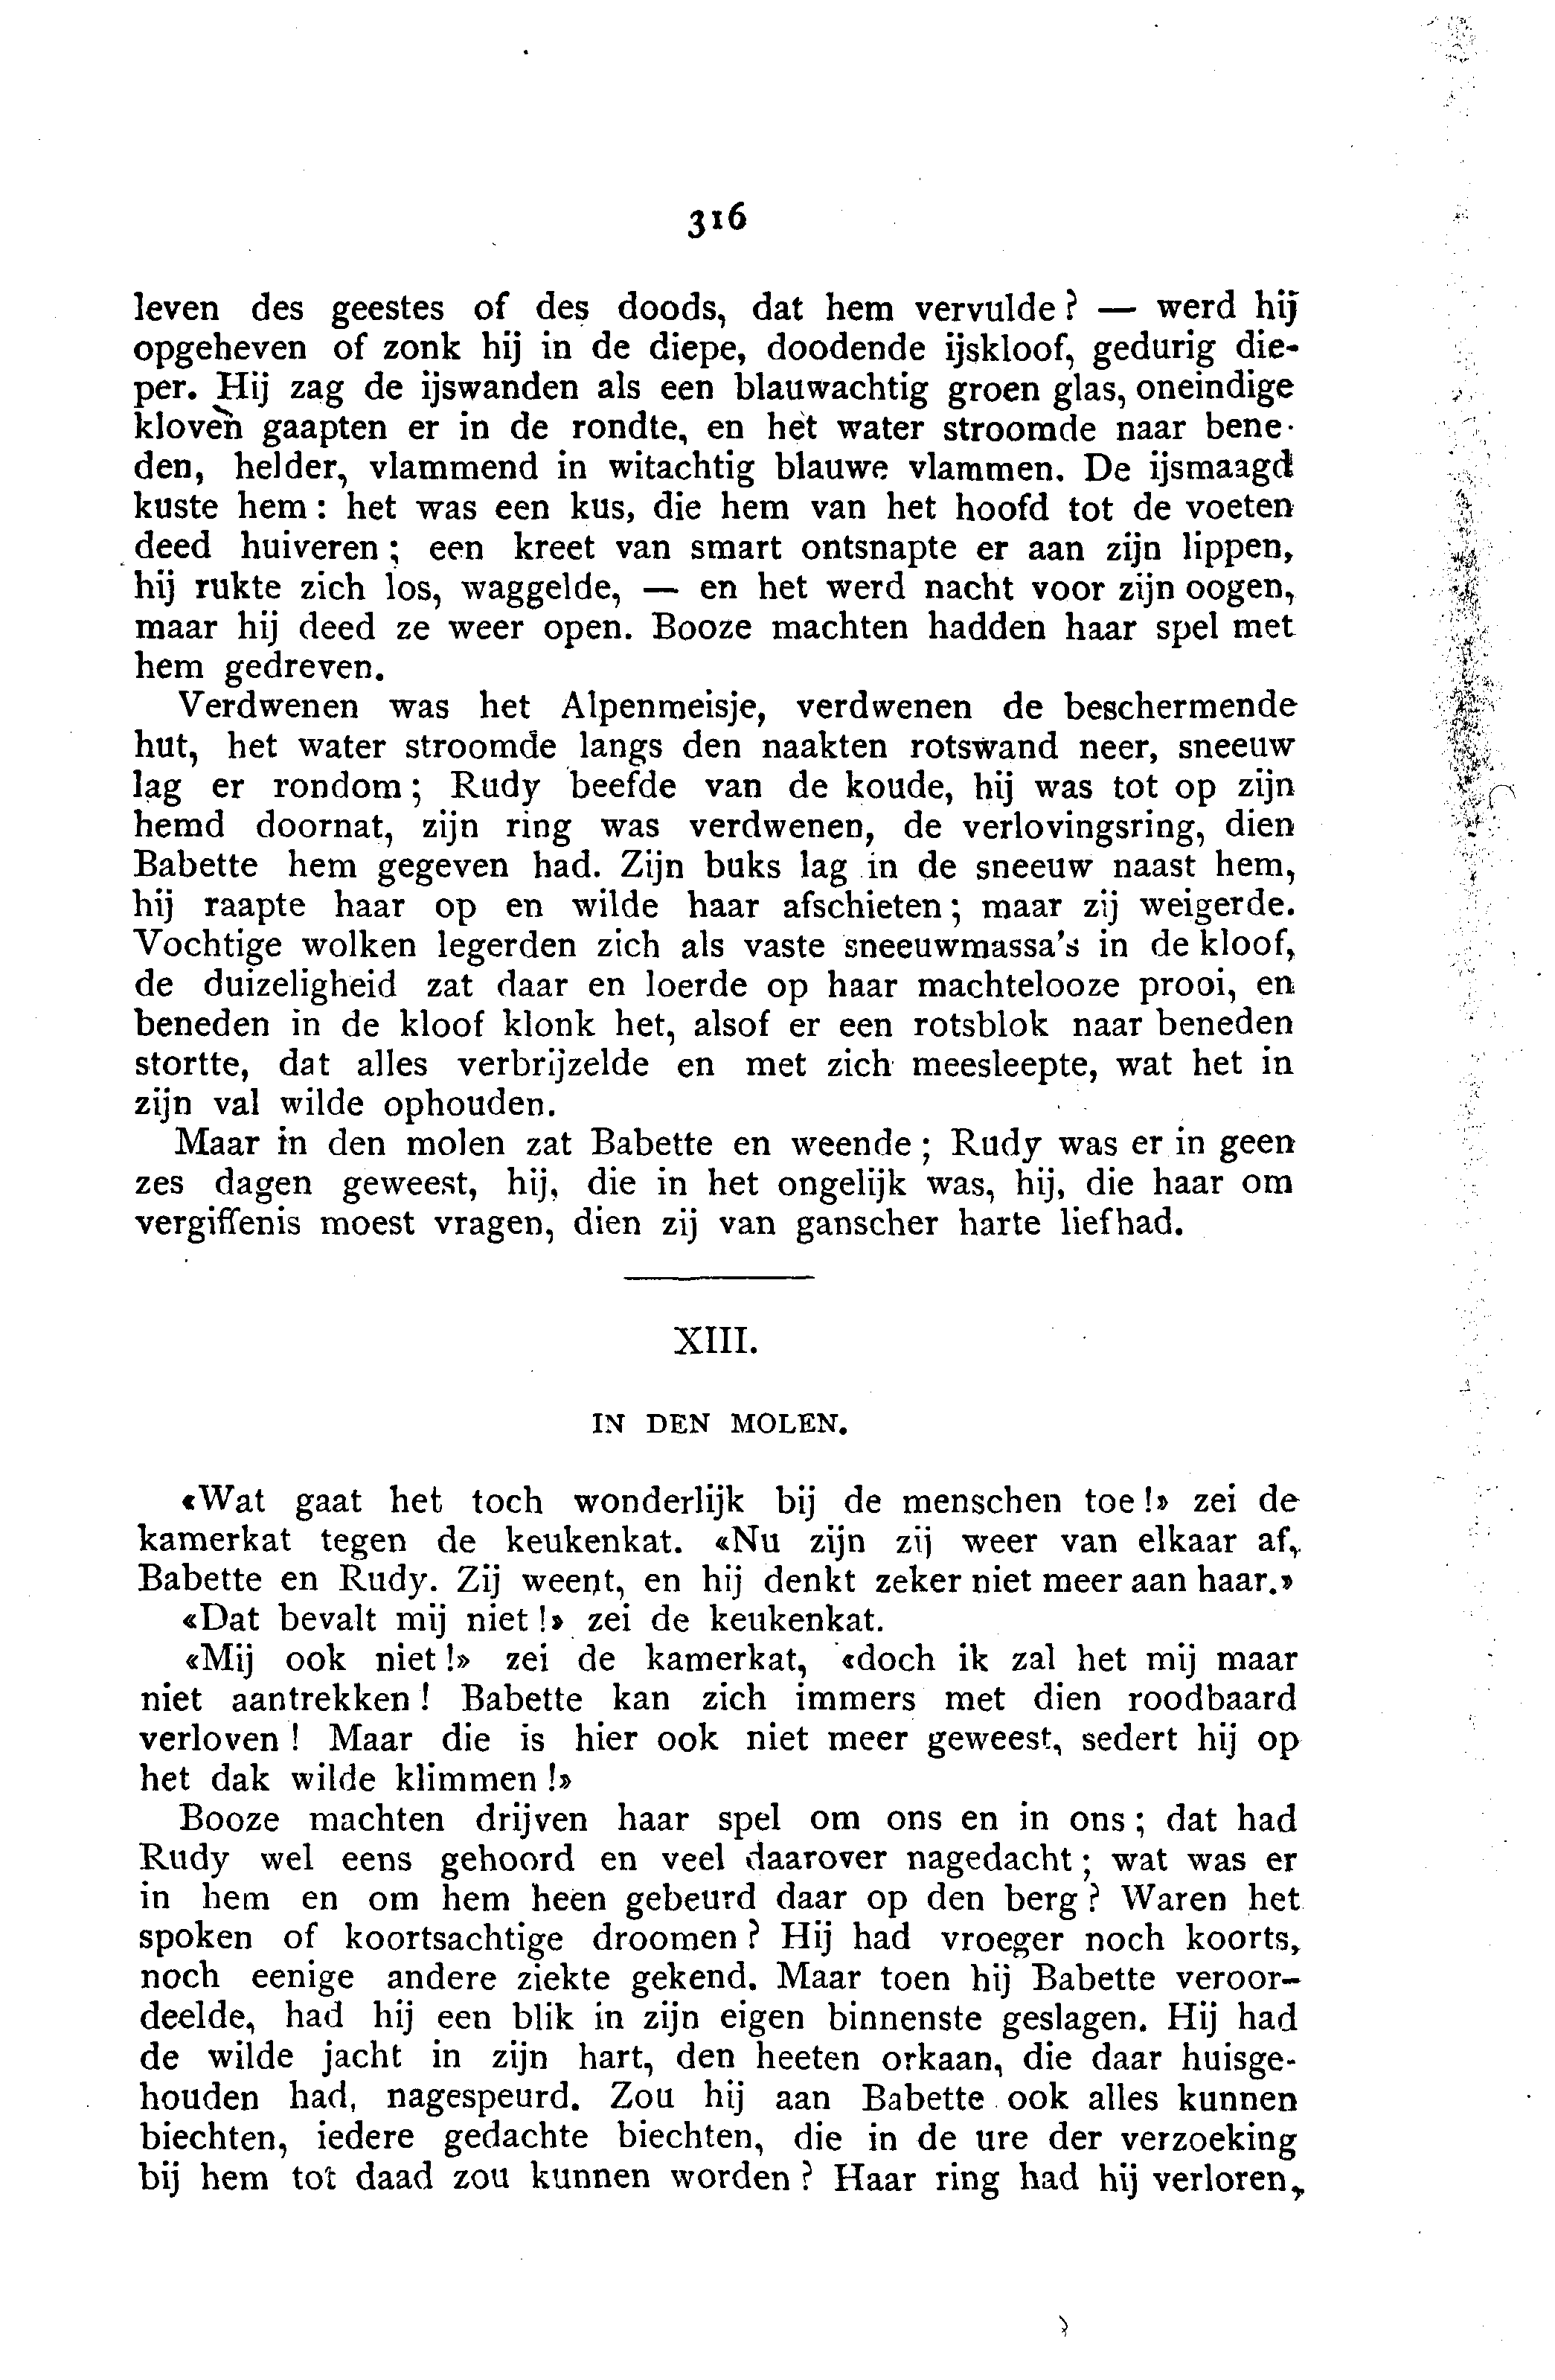 316
leven des geestes of des doods, dat hem vervulde? — werd hij
opgeheven of zonk hij in de diepe, doodende ijskloof, gedurig die-
per. Hij zag de ijswanden als een blauwachtig groen glas, oneindige
kloven gaapten er in de rondte, en het water stroomde naar bene-
den, helder, vlammend in witachtig blauwe vlammen. De ijsmaagd
kuste hem: het was een kus, die hem van het hoofd tot de voeten
deed huiveren; een kreet van smart ontsnapte er aan zijn lippen,
hij rukte zich los, waggelde, — en het werd nacht voor zijn oogen,
maar hij deed ze weer open. Booze machten hadden haar spel met
hem gedreven.
Verdwenen was het Alpenmeisje, verdwenen de beschermende
hut, het water stroomde langs den naakten rotswand neer, sneeuw
lag er rondom; Rudy beefde van de koude, hij was tot op zijn
hemd doornat, zijn ring was verdwenen, de verlovingsring, dien
Babette hem gegeven had. Zijn buks lag in de sneeuw naast hem,
hij raapte haar op en wilde haar afschieten; maar zij weigerde.
Vochtige wolken legerden zich als vaste sneeuwmassa's in de kloof,
de duizeligheid zat daar en loerde op haar machtelooze prooi, en
beneden in de kloof klonk het, alsof er een rotsblok naar beneden
stortte, dat alles verbrijzelde en met zich meesleepte, wat het in
zijn val wilde ophouden.
Maar in den molen zat Babette en weende; Rudy was er in geen
zes dagen geweest, hij, die in het ongelijk was, hij, die haar om
vergiffenis moest vragen, dien zij van ganscher harte liefhad.
XIII.
IN DEN MOLEN.
«Wat gaat het toch wonderlijk bij de menschen toe!» zei de
kamerkat tegen de keukenkat. «Nu zijn zij weer van elkaar af,
Babette en Rudy. Zij weent, en hij denkt zeker niet meer aan haar.»
«Dat bevalt mij niet!» zei de keukenkat.
«Mij ook niet!» zei de kamerkat, «doch ik zal het mij maar
niet aantrekken! Babette kan zich immers met dien roodbaard
verloven! Maar die is hier ook niet meer geweest, sedert hij op
het dak wilde klimmen!»
Booze machten drijven haar spel om ons en in ons; dat had
Rudy wel eens gehoord en veel daarover nagedacht; wat was er
in hem en om hem heen gebeurd daar op den berg? Waren het
spoken of koortsachtige droomen? Hij had vroeger noch koorts,
noch eenige andere ziekte gekend. Maar toen hij Babette veroor-
deelde, had hij een blik in zijn eigen binnenste geslagen. Hij had
de wilde jacht in zijn hart, den heeten orkaan, die daar huisge-
houden had, nagespeurd. Zou hij aan Babette ook alles kunnen
biechten, iedere gedachte biechten, die in de ure der verzoeking
bij hem tot daad zou kunnen worden? Haar ring had hij verloren,